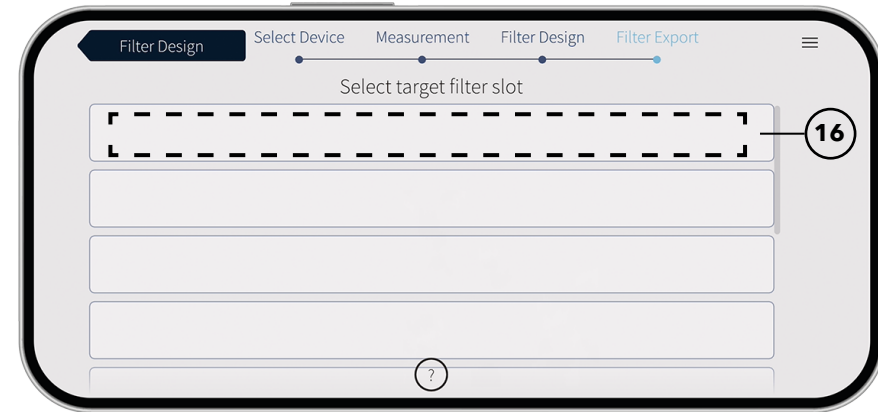 Filter Design
Select Device Measurement Filter Design Filter Export
Select target filter slot
16
?